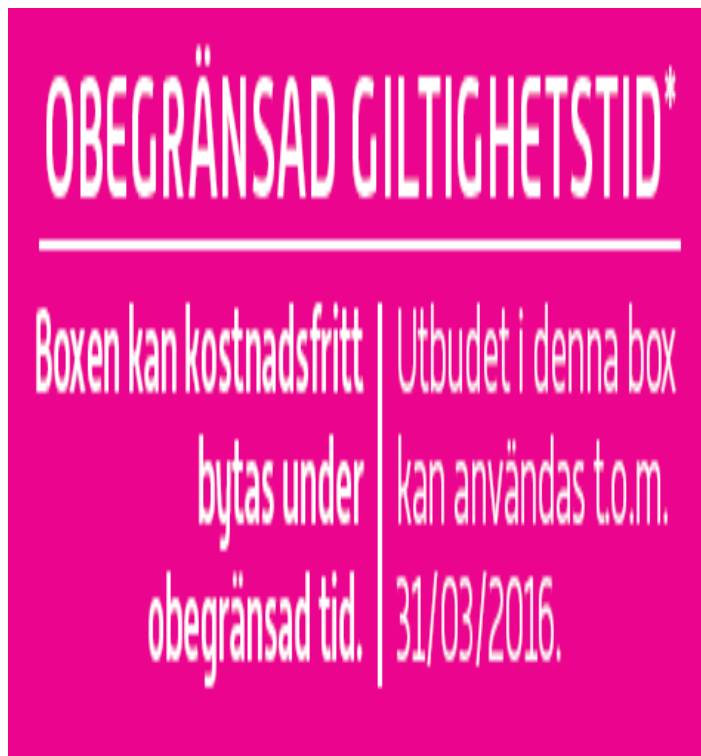 OBEGRÄNSAD GILTIGHETSTID*
Boxen kan kostnadsfritt
bytas under
obegränsad tid.
Utbudet i denna box
kan användas t.o.m.
31/03/2016.